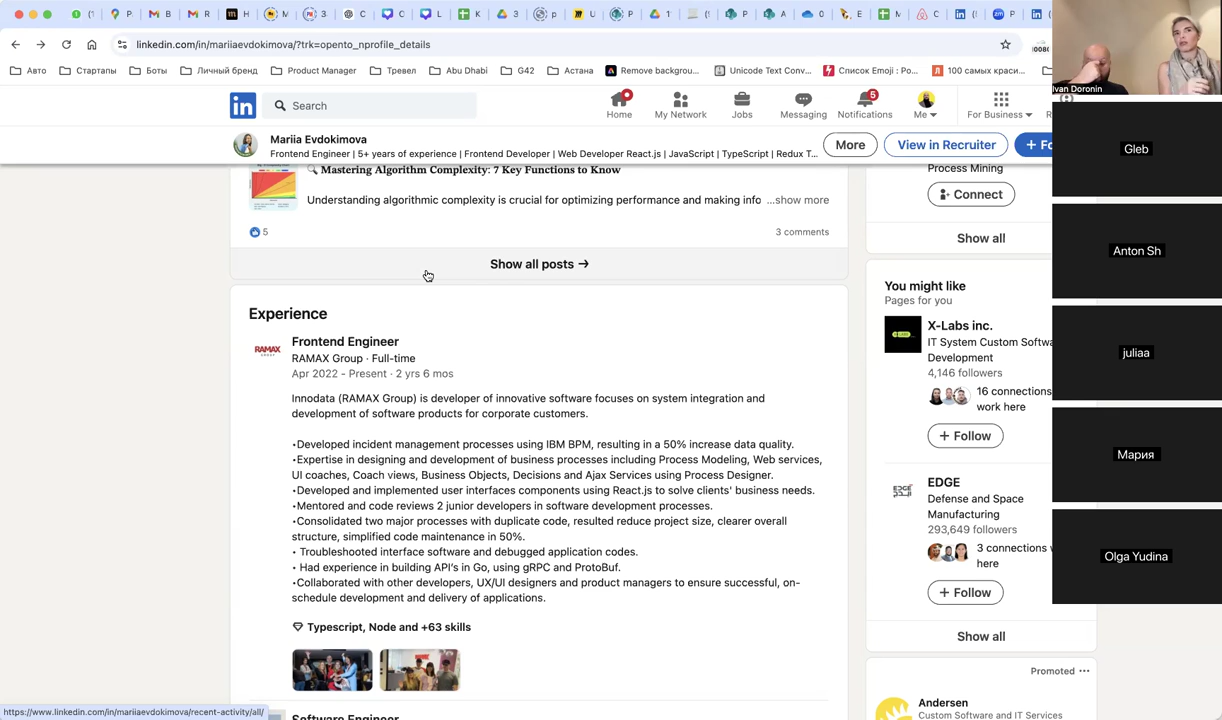 linkedin.com/in/mariiaevdokimova/?trk=opento_nprofile_details
Авто
Стартапы
Боты
Личный бренд
Product Manager
Тревел
Abu Dhabi
G42
Астана
Remove backgrou...
Unicode Text Conv...
Список Emoji : Po...
100 самых краси...
Ivan Doronin
Search
Home
My Network
Jobs
Messaging
5
Notifications
Me
For Business
Mariia Evdokimova
Frontend Engineer | 5+ years of experience | Frontend Developer | Web Developer React.js | JavaScript | TypeScript | Redux T...
More
View in Recruiter
Mastering Algorithm Complexity: 7 Key Functions to Know
Understanding algorithmic complexity is crucial for optimizing performance and making info ...show more
5
3 comments
Show all posts →
Experience
Frontend Engineer
RAMAX Group · Full-time
Apr 2022 - Present · 2 yrs 6 mos
Innodata (RAMAX Group) is developer of innovative software focuses on system integration and
development of software products for corporate customers.
•Developed incident management processes using IBM BPM, resulting in a 50% increase data quality.
•Expertise in designing and development of business processes including Process Modeling, Web services,
UI coaches, Coach views, Business Objects, Decisions and Ajax Services using Process Designer.
•Developed and implemented user interfaces components using React.js to solve clients' business needs.
•Mentored and code reviews 2 junior developers in software development processes.
•Consolidated two major processes with duplicate code, resulted reduce project size, clearer overall
structure, simplified code maintenance in 50%.
• Troubleshooted interface software and debugged application codes.
• Had experience in building API's in Go, using gRPC and ProtoBuf.
•Collaborated with other developers, UX/UI designers and product managers to ensure successful, on-
schedule development and delivery of applications.
Typescript, Node and +63 skills
Software Engineer
https://www.linkedin.com/in/mariiaevdokimova/recent-activity/all/
Process Mining
Connect
Show all
You might like
Pages for you
X-Labs inc.
IT System Custom Softwa
Development
4,146 followers
16 connections
work here
+ Follow
EDGE
Defense and Space
Manufacturing
293,649 followers
3 connections
here
+ Follow
Show all
Promoted
Andersen
Custom Software and IT Services
Gleb
Anton Sh
juliaa
Мария
Olga Yudina